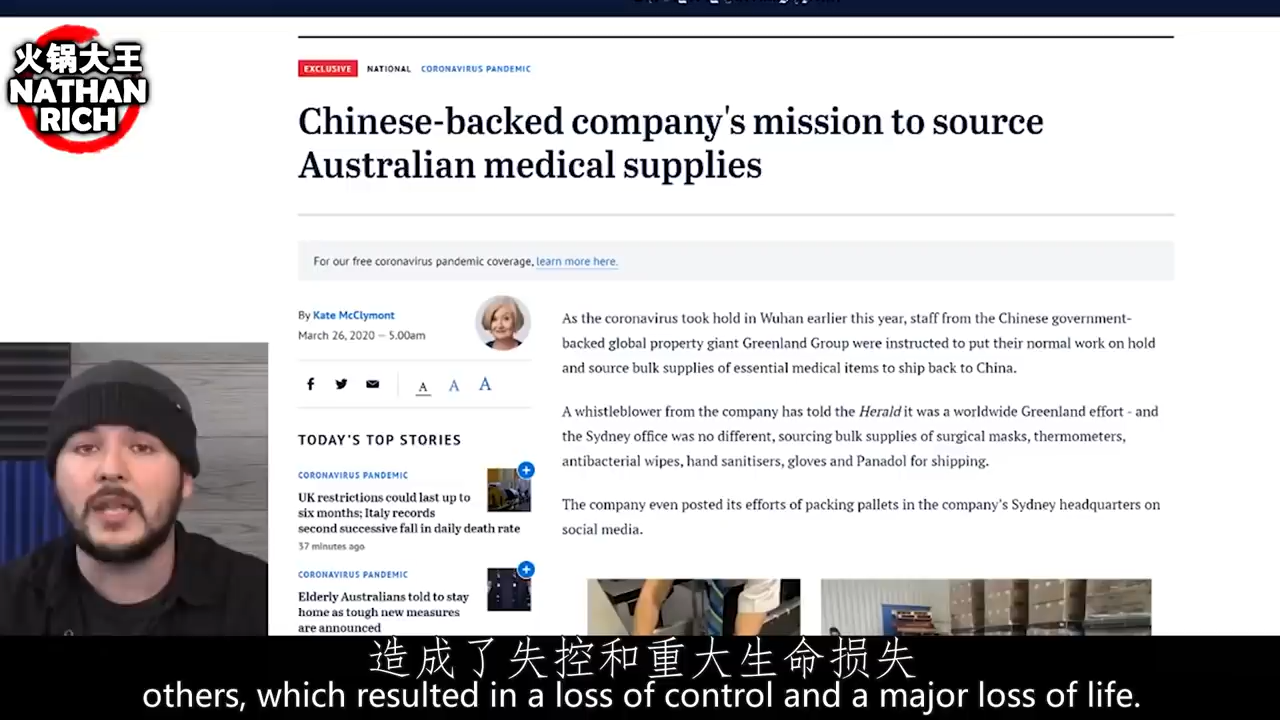 火锅大王
NATHAN
RICH
EXCLUSIVE NATIONAL CORONAVIRUS PANDEMIC
Chinese-backed company's mission to source
Australian medical supplies
For our free coronavirus pandemic coverage, learn more here.
By Kate McClymont
March 26, 2020 — 5.00am
A A A
TODAY'S TOP STORIES
CORONAVIRUS PANDEMIC
UK restrictions could last up to
six months; Italy records
second successive fall in daily death rate
37 minutes ago
CORONAVIRUS PANDEMIC
Elderly Australians told to stay
home as tough new measures
are announced
As the coronavirus took hold in Wuhan earlier this year, staff from the Chinese government-
backed global property giant Greenland Group were instructed to put their normal work on hold
and source bulk supplies of essential medical items to ship back to China.
A whistleblower from the company has told the Herald it was a worldwide Greenland effort - and
the Sydney office was no different, sourcing bulk supplies of surgical masks, thermometers,
antibacterial wipes, hand sanitisers, gloves and Panadol for shipping.
The company even posted its efforts of packing pallets in the company's Sydney headquarters on
social media.
造成了失控和重大生命损失
others, which resulted in a loss of control and a major loss of life.